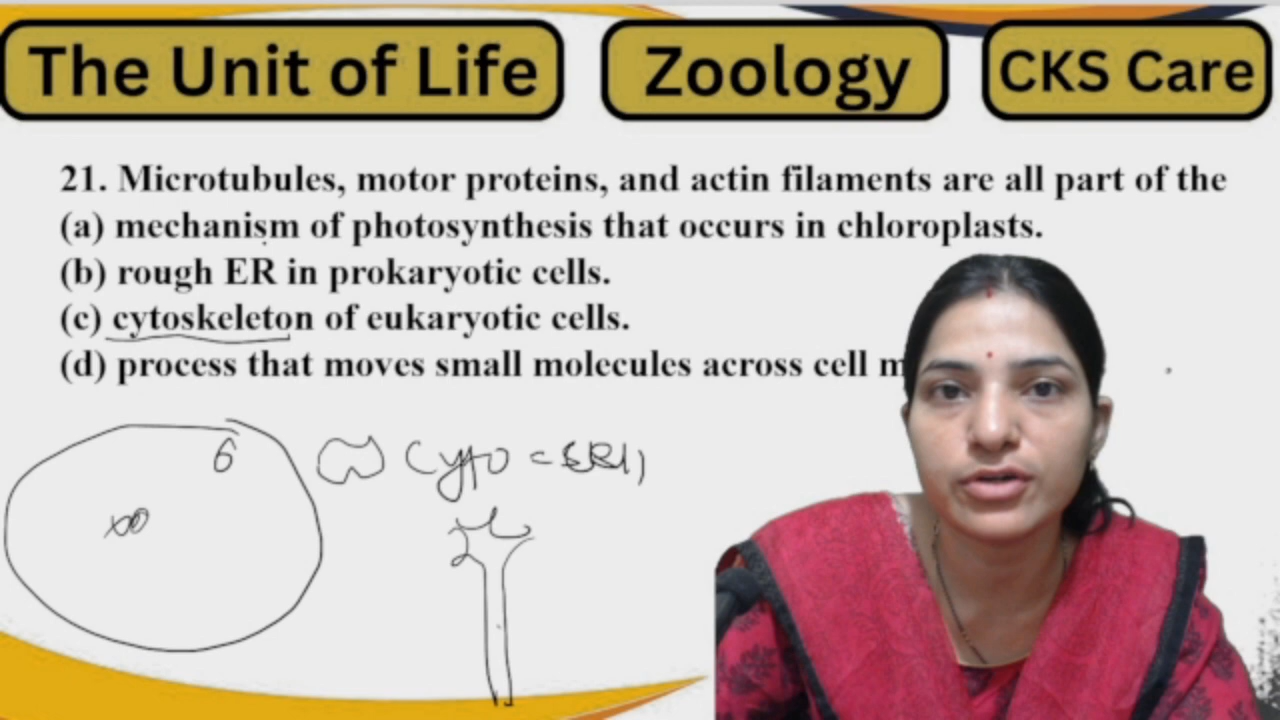 The Unit of Life Zoology CKS Care
21. Microtubules, motor proteins, and actin filaments are all part of the
(a) mechanism of photosynthesis that occurs in chloroplasts.
(b) rough ER in prokaryotic cells.
(c) cytoskeleton of eukaryotic cells.
(d) process that moves small molecules across cell m
6 Cyto